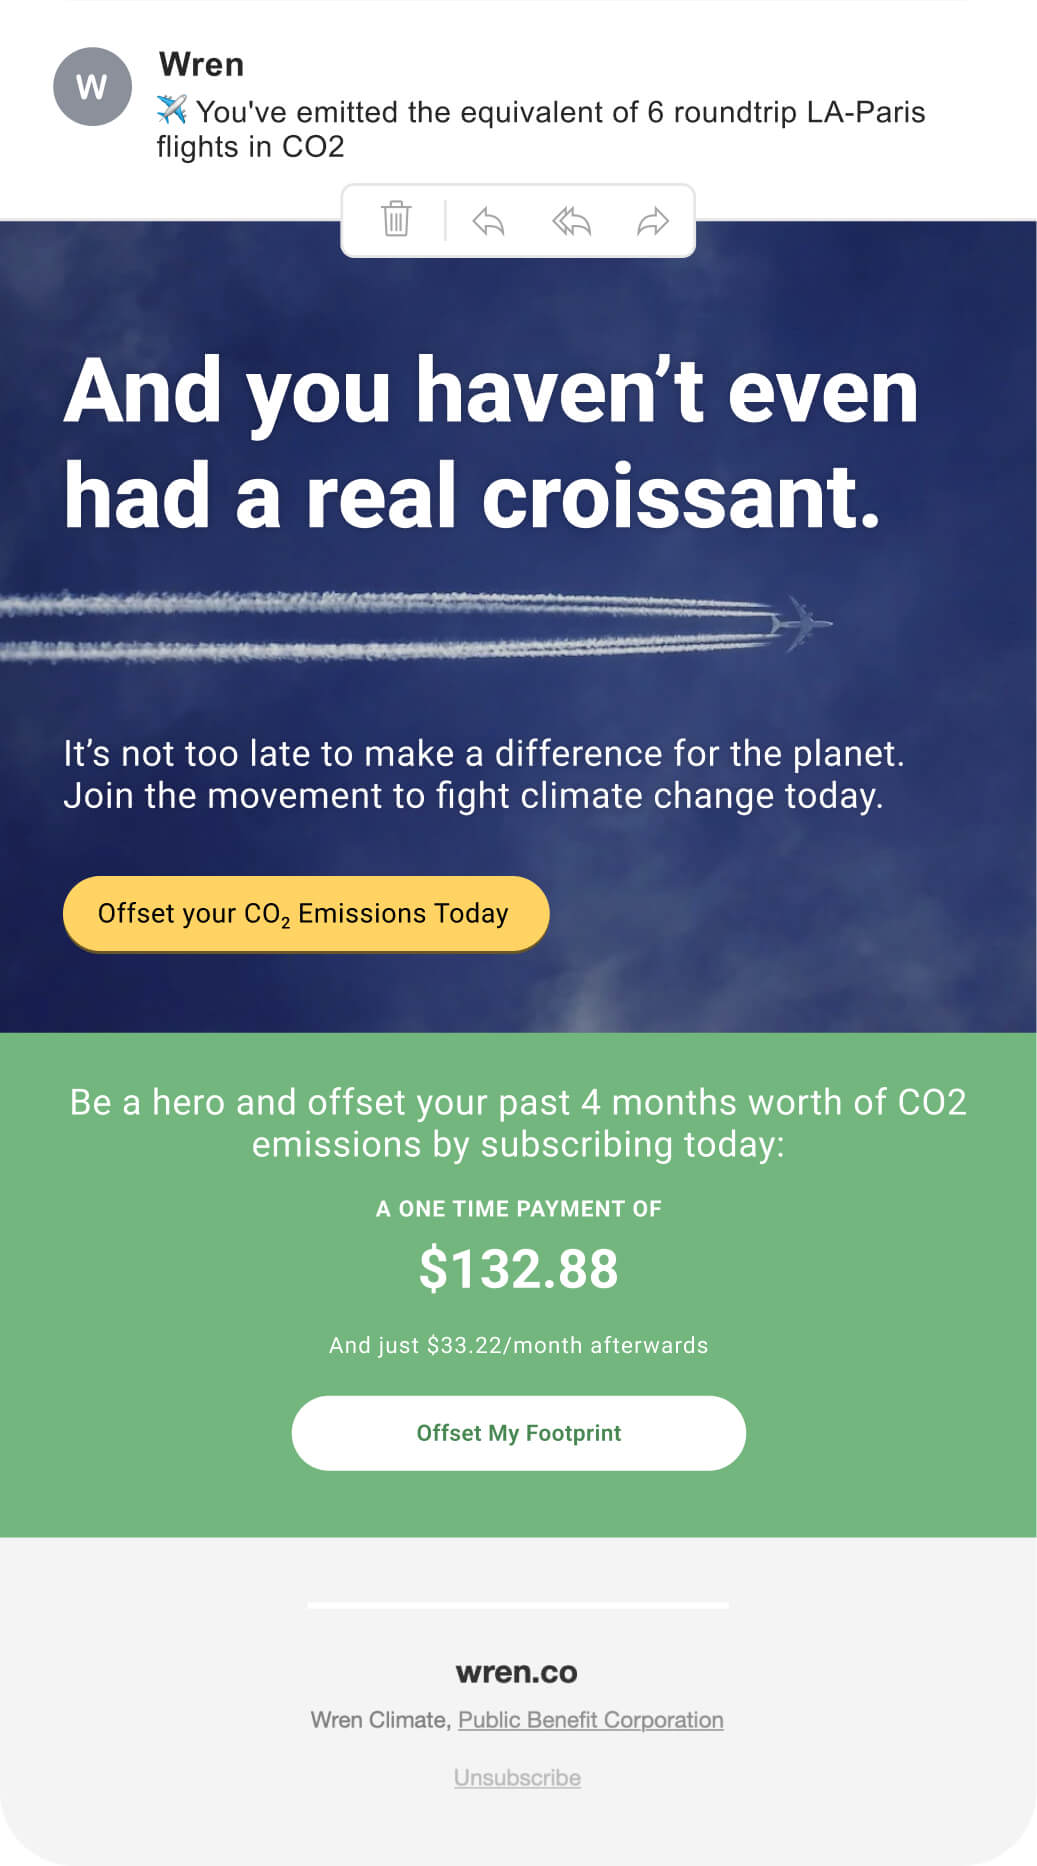 W
Wren
✈️ You've emitted the equivalent of 6 roundtrip LA-Paris
flights in CO2
And you haven’t even
had a real croissant.
It’s not too late to make a difference for the planet.
Join the movement to fight climate change today.
Offset your CO₂ Emissions Today
Be a hero and offset your past 4 months worth of CO2
emissions by subscribing today:
A ONE TIME PAYMENT OF
$132.88
And just $33.22/month afterwards
Offset My Footprint
wren.co
Wren Climate, Public Benefit Corporation
Unsubscribe